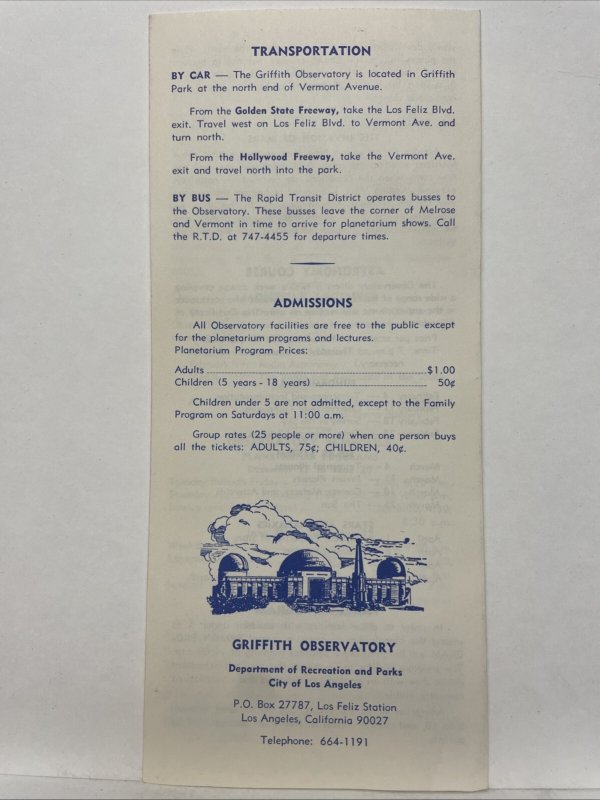 TRANSPORTATION
BY CAR — The Griffith Observatory is located in Griffith
Park at the north end of Vermont Avenue.
From the Golden State Freeway, take the Los Feliz Blvd.
exit. Travel west on Los Feliz Blvd. to Vermont Ave. and
turn north.
From the Hollywood Freeway, take the Vermont Ave.
exit and travel north into the park.
BY BUS — The Rapid Transit District operates busses to
the Observatory. These busses leave the corner of Melrose
and Vermont in time to arrive for planetarium shows. Call
the R.T.D. at 747-4455 for departure times.
ADMISSIONS
All Observatory facilities are free to the public except
for the planetarium programs and lectures.
Planetarium Program Prices:
Adults $1.00
Children (5 years - 18 years) 50¢
Children under 5 are not admitted, except to the Family
Program on Saturdays at 11:00 a.m.
Group rates (25 people or more) when one person buys
all the tickets: ADULTS, 75¢; CHILDREN, 40¢.
GRIFFITH OBSERVATORY
Department of Recreation and Parks
City of Los Angeles
P.O. Box 27787, Los Feliz Station
Los Angeles, California 90027
Telephone: 664-1191